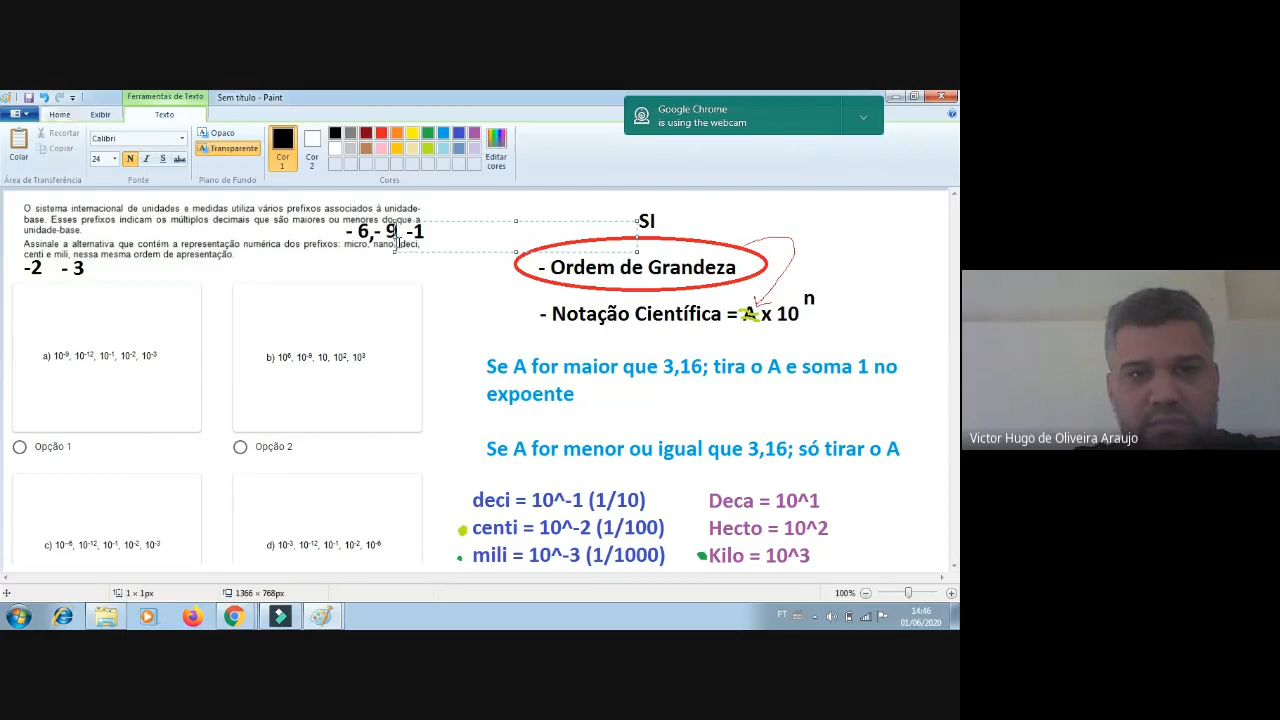 Ferramentas de Texto
Sem título - Paint
Home
Exibir
Texto
Colar
Recortar
Copiar
Área de Transferência
Calibri
24
N
I
S
abc
Fonte
Opaco
Transparente
Plano de Fundo
Cor
1
Cor
2
Editar
cores
Cores
Google Chrome
is using the webcam
O sistema internacional de unidades e medidas utiliza vários prefixos associados à unidade-
base. Esses prefixos indicam os múltiplos decimais que são maiores ou menores do que a
unidade-base.
- 6,- 9 -1
Assinale a alternativa que contém a representação numérica dos prefixos: micro, nano, deci,
centi e mili, nessa mesma ordem de apresentação.
-2 - 3
a) 10⁻⁹, 10⁻¹², 10⁻¹, 10⁻², 10⁻³
b) 10⁶, 10⁻⁹, 10, 10², 10³
Opção 1
Opção 2
c) 10⁻⁶, 10⁻¹², 10⁻¹, 10⁻², 10⁻³
d) 10⁻³, 10⁻¹², 10⁻¹, 10⁻², 10⁻⁶
SI
- Ordem de Grandeza
- Notação Científica = A x 10 n
Se A for maior que 3,16; tira o A e soma 1 no
expoente
Se A for menor ou igual que 3,16; só tirar o A
deci = 10^-1 (1/10)
centi = 10^-2 (1/100)
mili = 10^-3 (1/1000)
Deca = 10^1
Hecto = 10^2
Kilo = 10^3
Victor Hugo de Oliveira Araujo
1 × 1px
1366 × 768px
100%
PT
14:46
01/06/2020